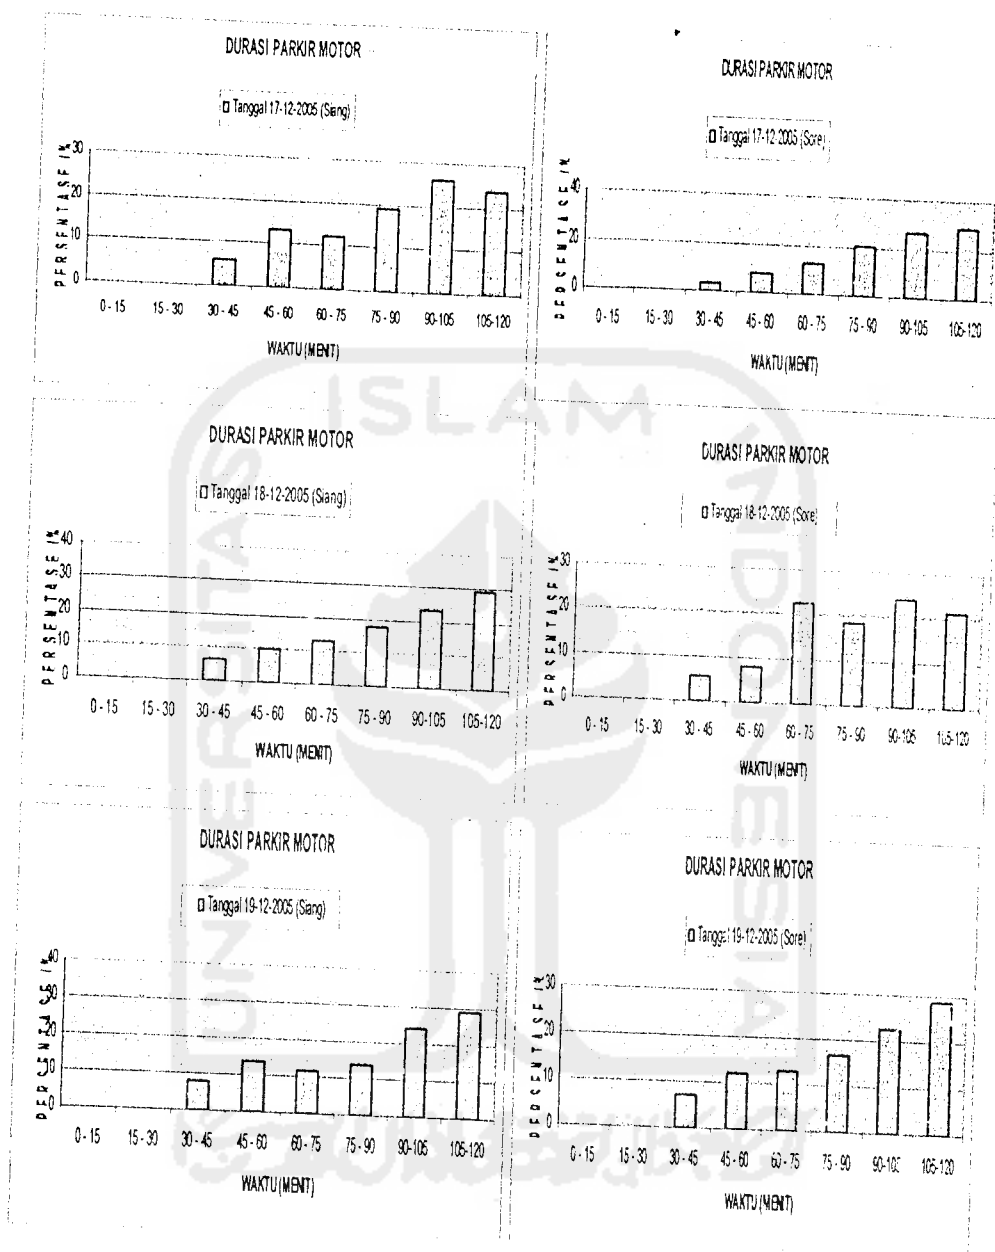 DURASI PARKIR MOTOR
Tanggal 17-12-2005 (Siang)
PERSENTASE
30
20
10
0
0 - 15 15 - 30 30 - 45 45 - 60 60 - 75 75 - 90 90-105 105-120
WAKTU (MENIT)
DURASI PARKIR MOTOR
Tanggal 17-12-2005 (Sore)
PERSENTASE
40
20
0
0 - 15 15 - 30 30 - 45 45 - 60 60 - 75 75 - 90 90-105 105-120
WAKTU (MENIT)
DURASI PARKIR MOTOR
Tanggal 18-12-2005 (Siang)
PERSENTASE
40
30
20
10
0
0 - 15 15 - 30 30 - 45 45 - 60 60 - 75 75 - 90 90-105 105-120
WAKTU (MENIT)
DURASI PARKIR MOTOR
Tanggal 18-12-2005 (Sore)
PERSENTASE
30
20
10
0
0 - 15 15 - 30 30 - 45 45 - 60 60 - 75 75 - 90 90-105 105-120
WAKTU (MENIT)
DURASI PARKIR MOTOR
Tanggal 19-12-2005 (Siang)
PERSENTASE
40
30
20
10
0
0 - 15 15 - 30 30 - 45 45 - 60 60 - 75 75 - 90 90-105 105-120
WAKTU (MENIT)
DURASI PARKIR MOTOR
Tanggal 19-12-2005 (Sore)
PERSENTASE
30
20
10
0
0 - 15 15 - 30 30 - 45 45 - 60 60 - 75 75 - 90 105-120
WAKTU (MENIT)
UNIVERSITAS
ISLAM
INDONESIA